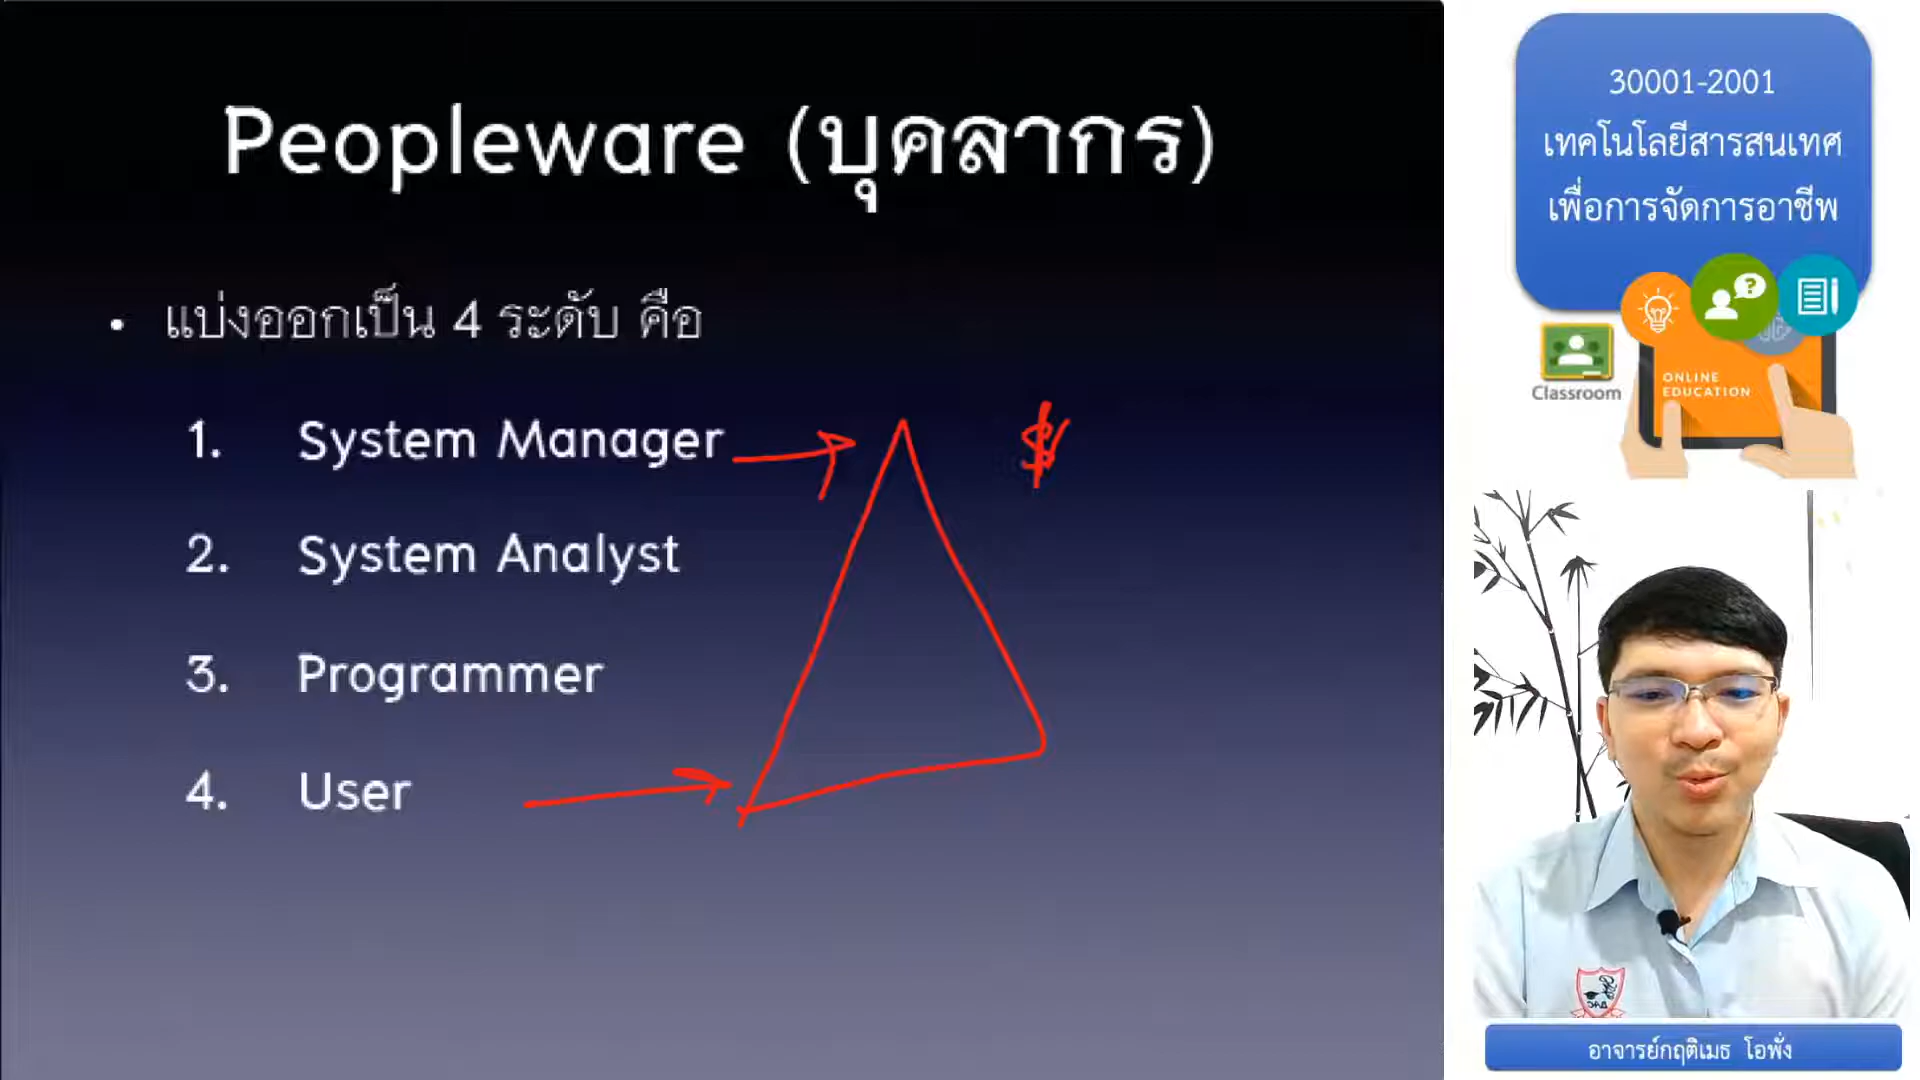 Peopleware (บุคลากร)
• แบ่งออกเป็น 4 ระดับ คือ
1. System Manager
2. System Analyst
3. Programmer
4. User
$
30001-2001
เทคโนโลยีสารสนเทศ
เพื่อการจัดการอาชีพ
Classroom
ONLINE
EDUCATION
?
อาจารย์กฤติเมธ โอพั่ง